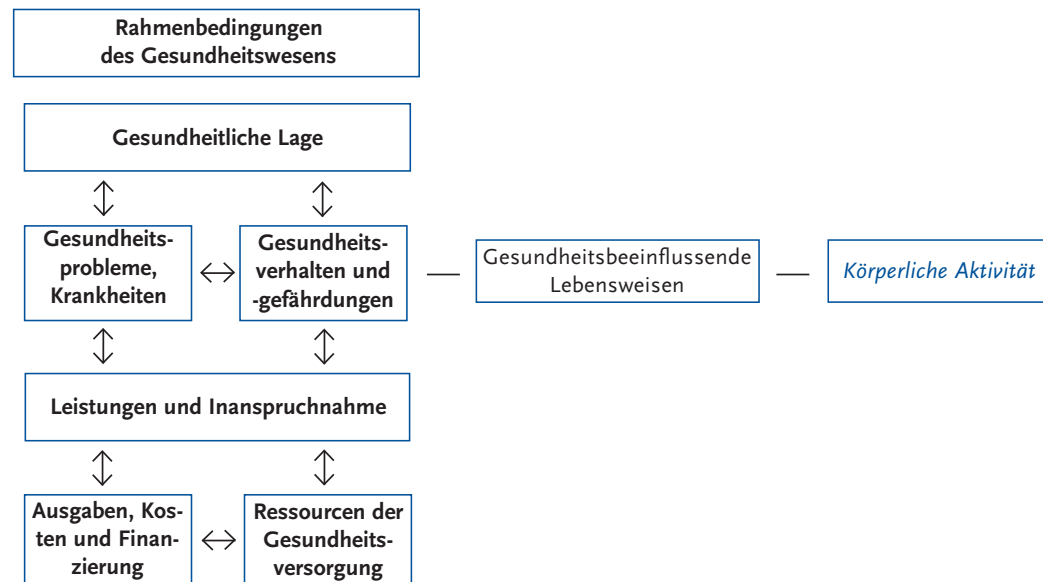 Rahmenbedingungen
des Gesundheitswesens
Gesundheitliche Lage
Gesundheits-
probleme,
Krankheiten
Gesundheits-
verhalten und
-gefährdungen
Gesundheitsbeeinflussende
Lebensweisen
Körperliche Aktivität
Leistungen und Inanspruchnahme
Ausgaben, Kos-
ten und Finan-
zierung
Ressourcen der
Gesundheits-
versorgung